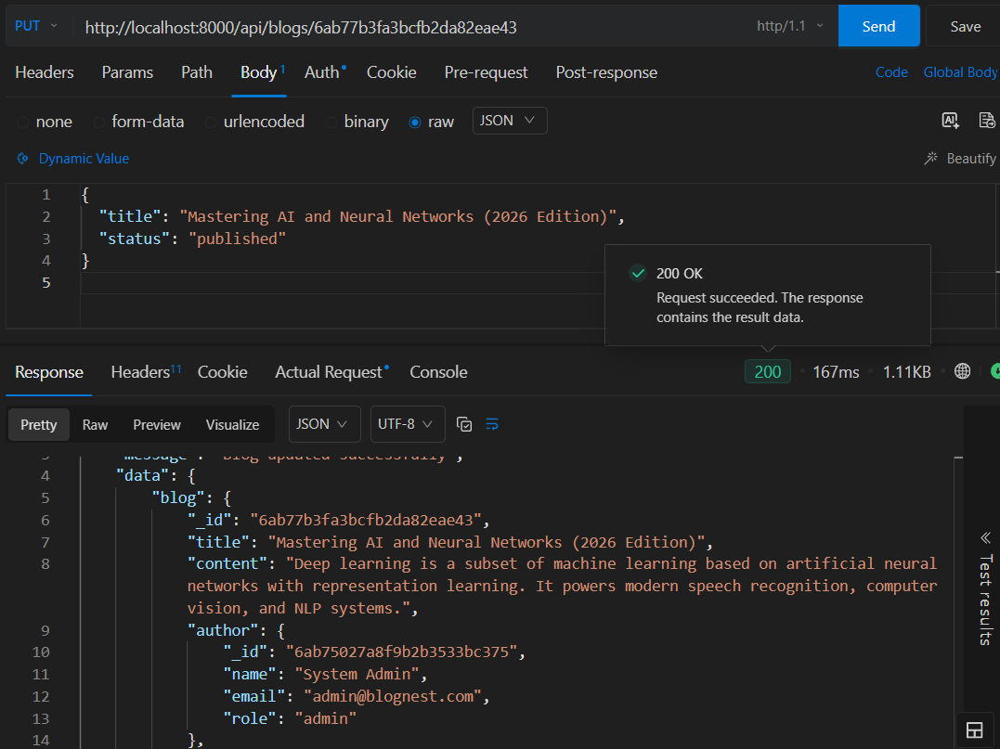 PUT http://localhost:8000/api/blogs/6ab77b3fa3bcfb2da82eae43 http/1.1 Send Save
Headers Params Path Body 1 Auth Cookie Pre-request Post-response Code Global Body
none form-data urlencoded binary raw JSON
Dynamic Value Beautify
1 {
2 "title": "Mastering AI and Neural Networks (2026 Edition)",
3 "status": "published"
4 }
5
200 OK
Request succeeded. The response
contains the result data.
Response Headers 11 Cookie Actual Request Console 200 167ms 1.11KB
Pretty Raw Preview Visualize JSON UTF-8
3 "message": "Blog updated successfully",
4 "data": {
5 "blog": {
6 "_id": "6ab77b3fa3bcfb2da82eae43",
7 "title": "Mastering AI and Neural Networks (2026 Edition)",
8 "content": "Deep learning is a subset of machine learning based on artificial neural
networks with representation learning. It powers modern speech recognition, computer
vision, and NLP systems.",
9 "author": {
10 "_id": "6ab75027a8f9b2b3533bc375",
11 "name": "System Admin",
12 "email": "admin@blognest.com",
13 "role": "admin"
14 },
Test results